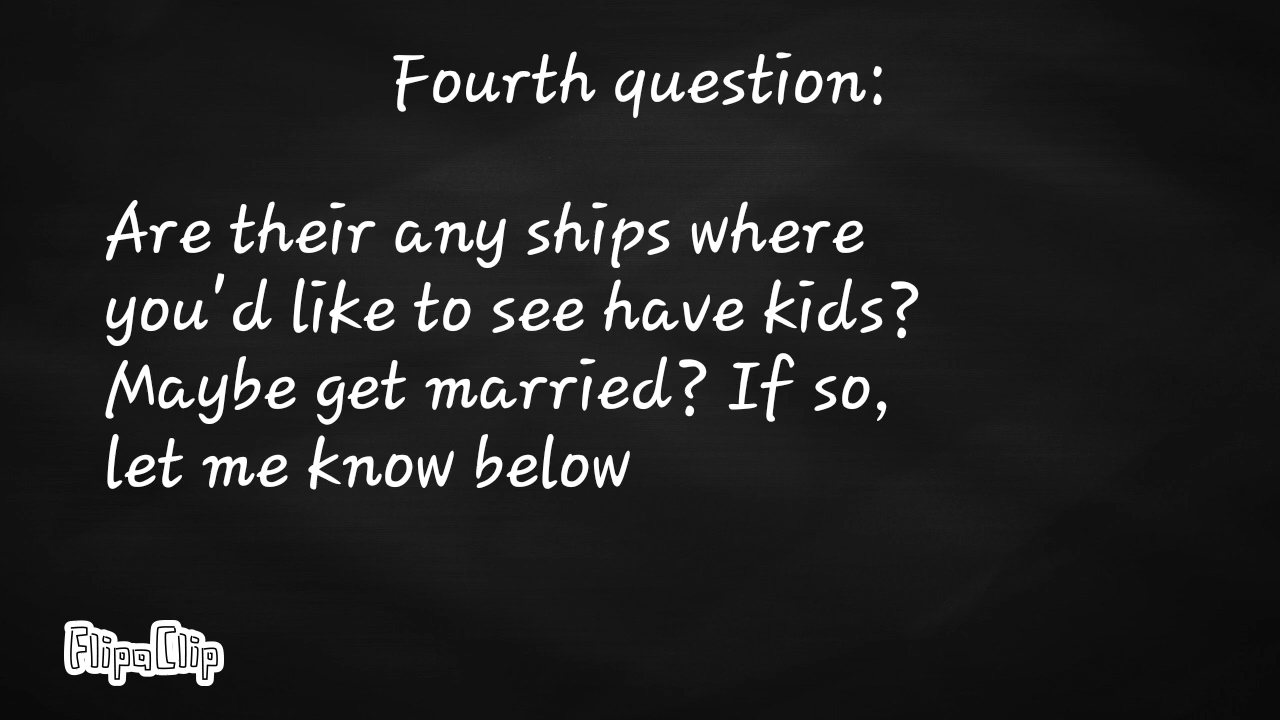 Fourth question:
Are their any ships where
you'd like to see have kids?
Maybe get married? If so,
let me know below
FlipaClip